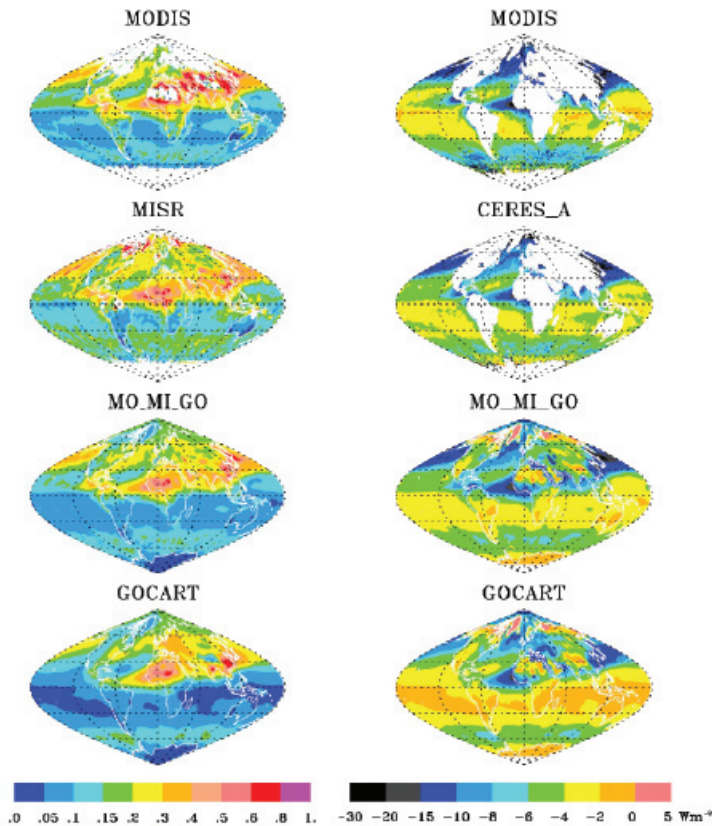 MODIS MODIS
MISR CERES_A
MO_MI_GO MO_MI_GO
GOCART GOCART
.0 .05 .1 .15 .2 .3 .4 .5 .6 .8 1. -30 -20 -15 -10 -8 -6 -4 -2 0 5 Wm⁻²